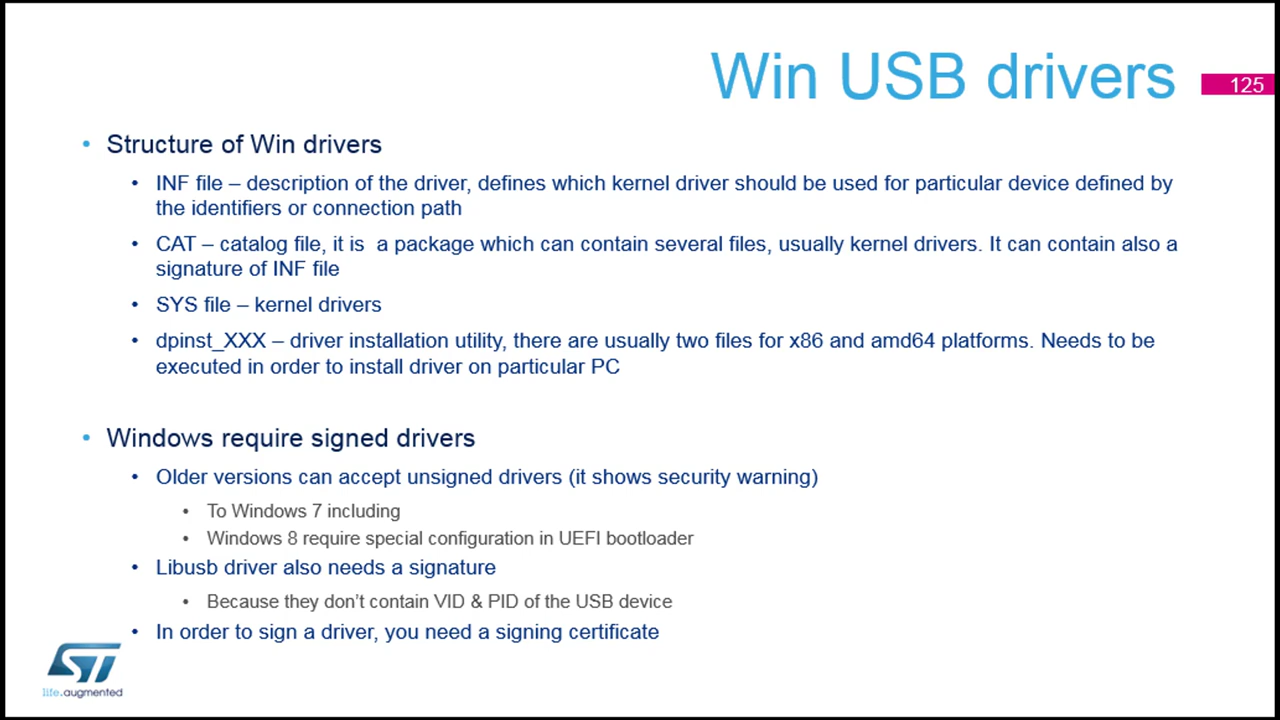 Win USB drivers
125
• Structure of Win drivers
• INF file – description of the driver, defines which kernel driver should be used for particular device defined by
the identifiers or connection path
• CAT – catalog file, it is  a package which can contain several files, usually kernel drivers. It can contain also a
signature of INF file
• SYS file – kernel drivers
• dpinst_XXX – driver installation utility, there are usually two files for x86 and amd64 platforms. Needs to be
executed in order to install driver on particular PC
• Windows require signed drivers
• Older versions can accept unsigned drivers (it shows security warning)
• To Windows 7 including
• Windows 8 require special configuration in UEFI bootloader
• Libusb driver also needs a signature
• Because they don’t contain VID & PID of the USB device
• In order to sign a driver, you need a signing certificate
ST
life.augmented